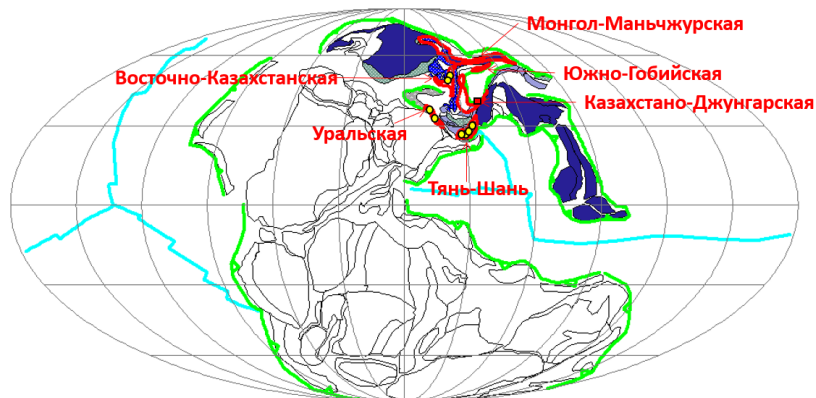 Монгол-Маньчжурская
Восточно-Казахстанская
Южно-Гобийская
Казахстано-Джунгарская
Уральская
Тянь-Шань